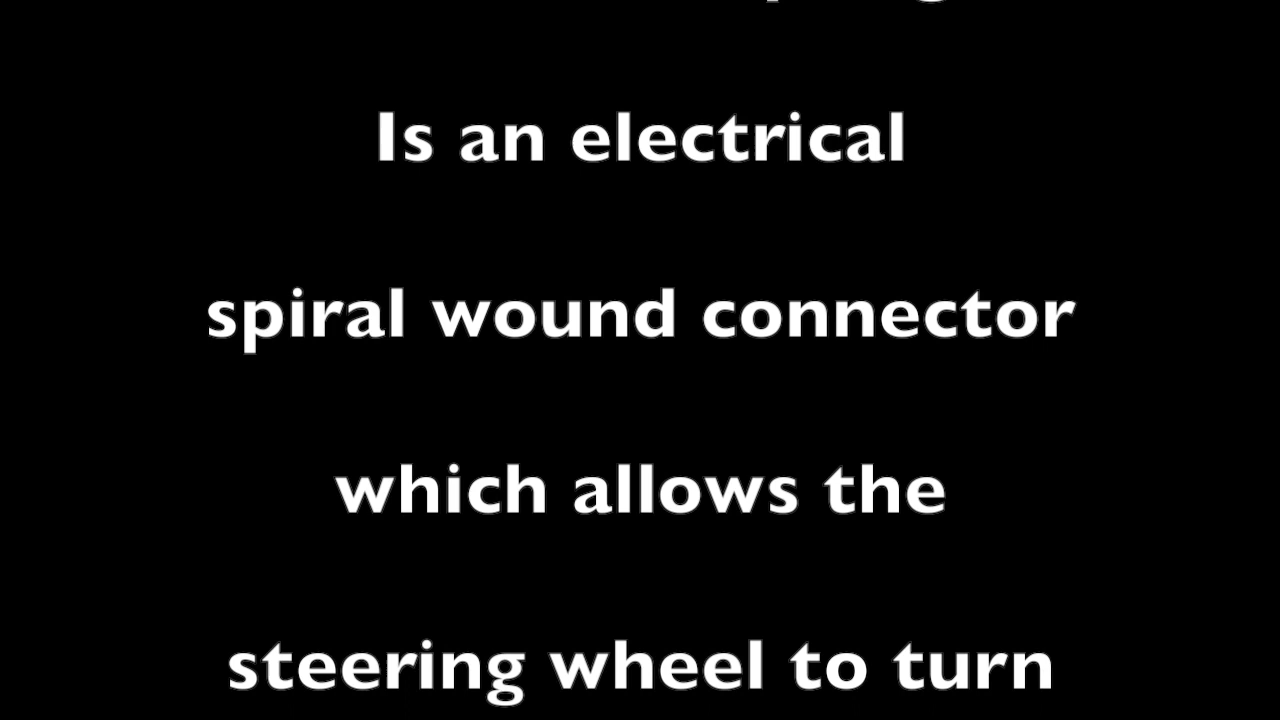 Is an electrical
spiral wound connector
which allows the
steering wheel to turn